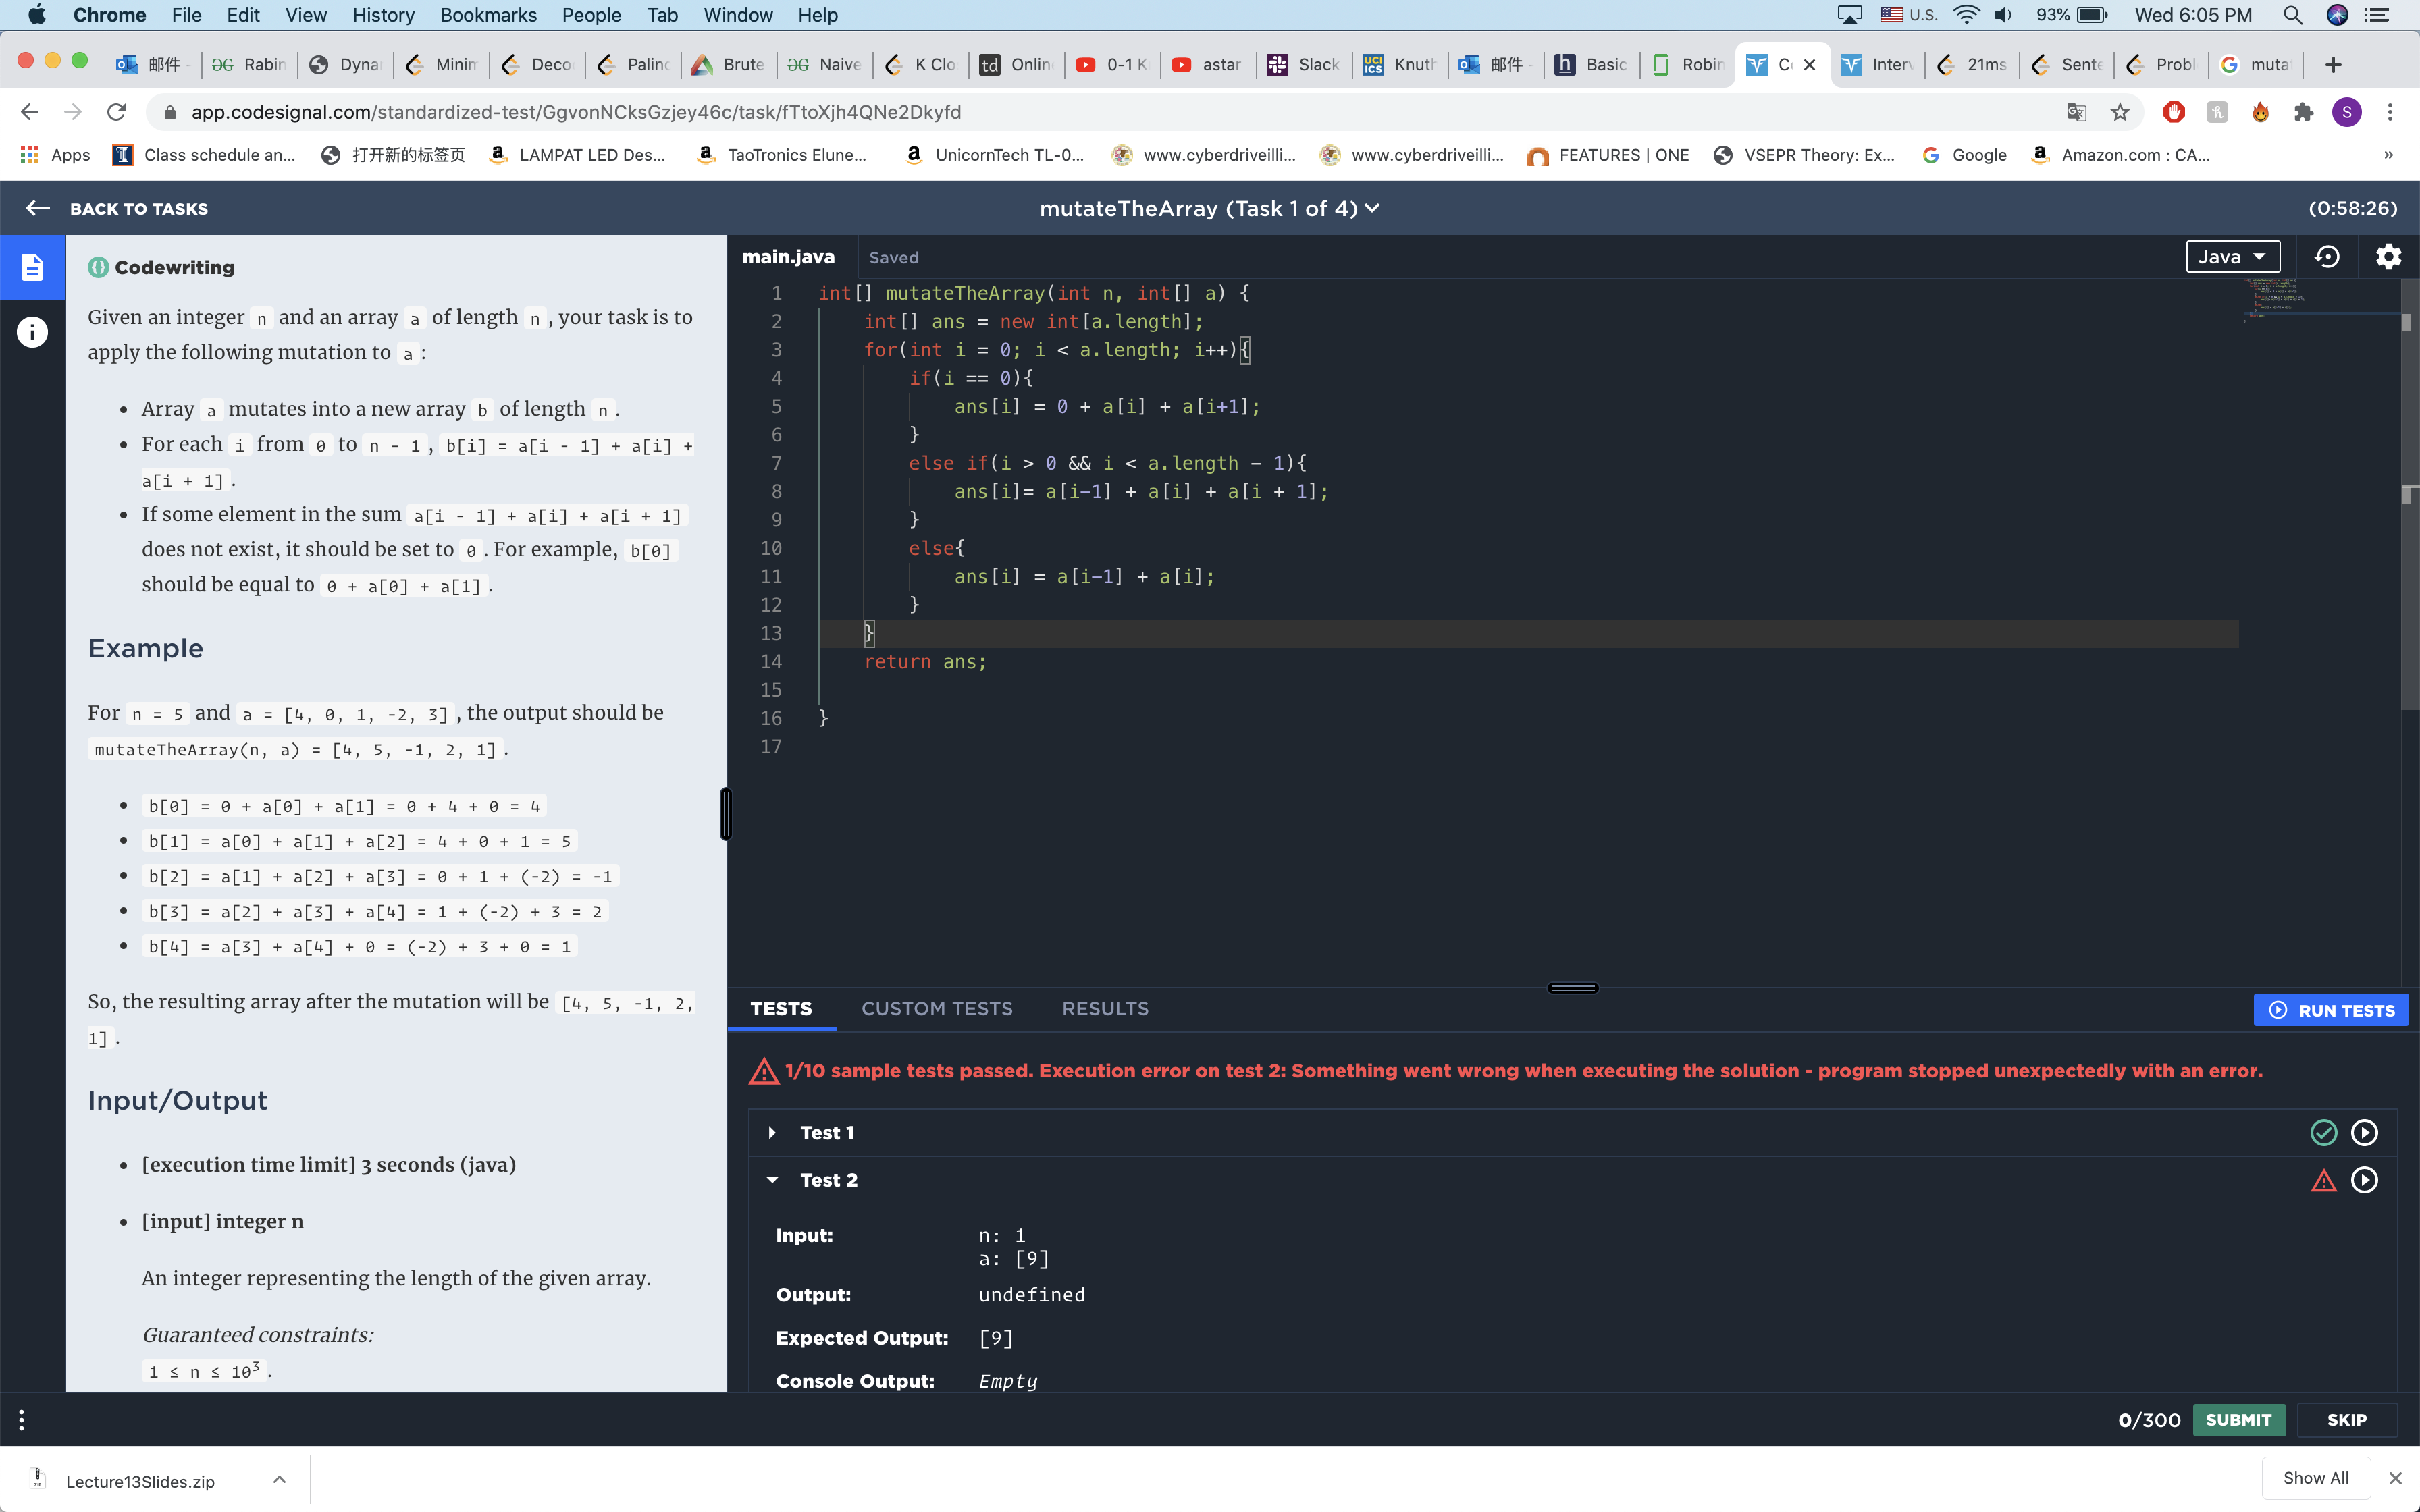 Chrome File Edit View History Bookmarks People Tab Window Help U.S. 93% Wed 6:05 PM
邮件 - Rabin Dynar Minim Deco Palind Brute Naive K Clo td Onlin 0-1 K astar Slack UCI ICS Knuth 邮件 - h Basic Robin Co Interv 21ms Sente Probl muta
app.codesignal.com/standardized-test/GgvonNCksGzjey46c/task/fTtoXjh4QNe2Dkyfd S
Apps Class schedule an... 打开新的标签页 LAMPAT LED Des... TaoTronics Elune... UnicornTech TL-0... www.cyberdriveilli... www.cyberdriveilli... FEATURES | ONE VSEPR Theory: Ex... Google Amazon.com : CA... »
BACK TO TASKS mutateTheArray (Task 1 of 4) (0:58:26)
Codewriting
Given an integer n and an array a of length n, your task is to
apply the following mutation to a:
• Array a mutates into a new array b of length n.
• For each i from 0 to n - 1, b[i] = a[i - 1] + a[i] +
a[i + 1].
• If some element in the sum a[i - 1] + a[i] + a[i + 1]
does not exist, it should be set to 0. For example, b[0]
should be equal to 0 + a[0] + a[1].
Example
For n = 5 and a = [4, 0, 1, -2, 3], the output should be
mutateTheArray(n, a) = [4, 5, -1, 2, 1].
• b[0] = 0 + a[0] + a[1] = 0 + 4 + 0 = 4
• b[1] = a[0] + a[1] + a[2] = 4 + 0 + 1 = 5
• b[2] = a[1] + a[2] + a[3] = 0 + 1 + (-2) = -1
• b[3] = a[2] + a[3] + a[4] = 1 + (-2) + 3 = 2
• b[4] = a[3] + a[4] + 0 = (-2) + 3 + 0 = 1
So, the resulting array after the mutation will be [4, 5, -1, 2,
1].
Input/Output
• [execution time limit] 3 seconds (java)
• [input] integer n
An integer representing the length of the given array.
Guaranteed constraints:
1 ≤ n ≤ 10³.
main.java Saved Java
1 int[] mutateTheArray(int n, int[] a) {
2 int[] ans = new int[a.length];
3 for(int i = 0; i < a.length; i++){
4 if(i == 0){
5 ans[i] = 0 + a[i] + a[i+1];
6 }
7 else if(i > 0 && i < a.length - 1){
8 ans[i]= a[i-1] + a[i] + a[i + 1];
9 }
10 else{
11 ans[i] = a[i-1] + a[i];
12 }
13 }
14 return ans;
15
16 }
17
TESTS CUSTOM TESTS RESULTS RUN TESTS
1/10 sample tests passed. Execution error on test 2: Something went wrong when executing the solution - program stopped unexpectedly with an error.
Test 1
Test 2
Input: n: 1
a: [9]
Output: undefined
Expected Output: [9]
Console Output: Empty
0/300 SUBMIT SKIP
Lecture13Slides.zip Show All